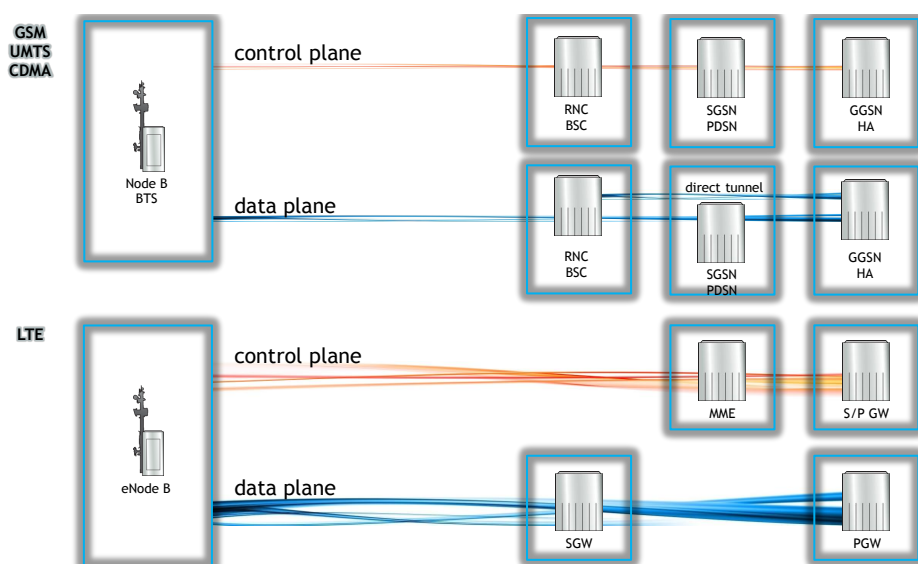 GSM
UMTS
CDMA
control plane
RNC
BSC
SGSN
PDSN
GGSN
HA
Node B
BTS
data plane
direct tunnel
RNC
BSC
SGSN
PDSN
GGSN
HA
LTE
control plane
MME
S/P GW
eNode B
data plane
SGW
PGW